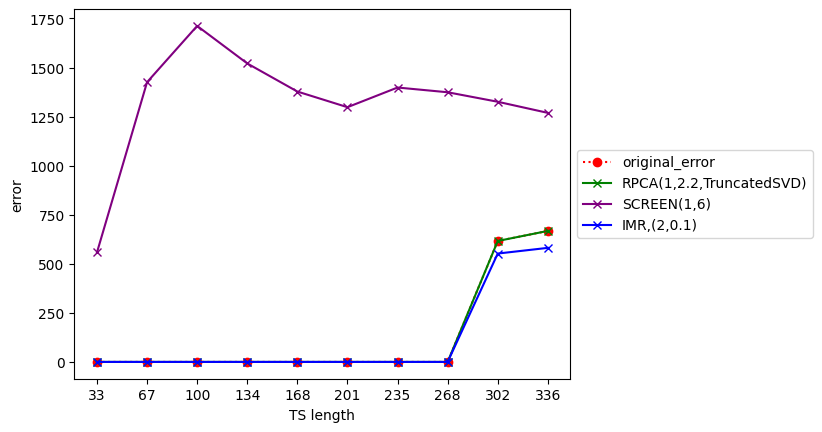 1750
1500
1250
1000
750
500
250
0
error
33 67 100 134 168 201 235 268 302 336
TS length
original_error
RPCA(1,2.2,TruncatedSVD)
SCREEN(1,6)
IMR,(2,0.1)